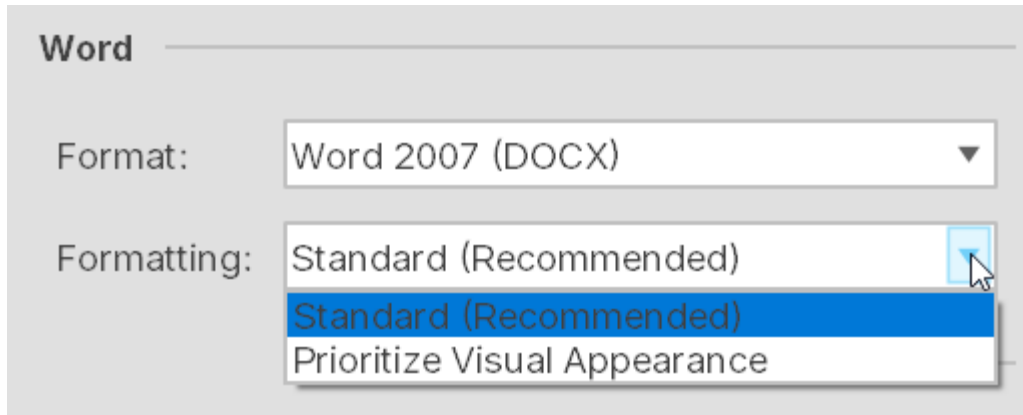 Word
Format: Word 2007 (DOCX)
Formatting: Standard (Recommended)
Standard (Recommended)
Prioritize Visual Appearance